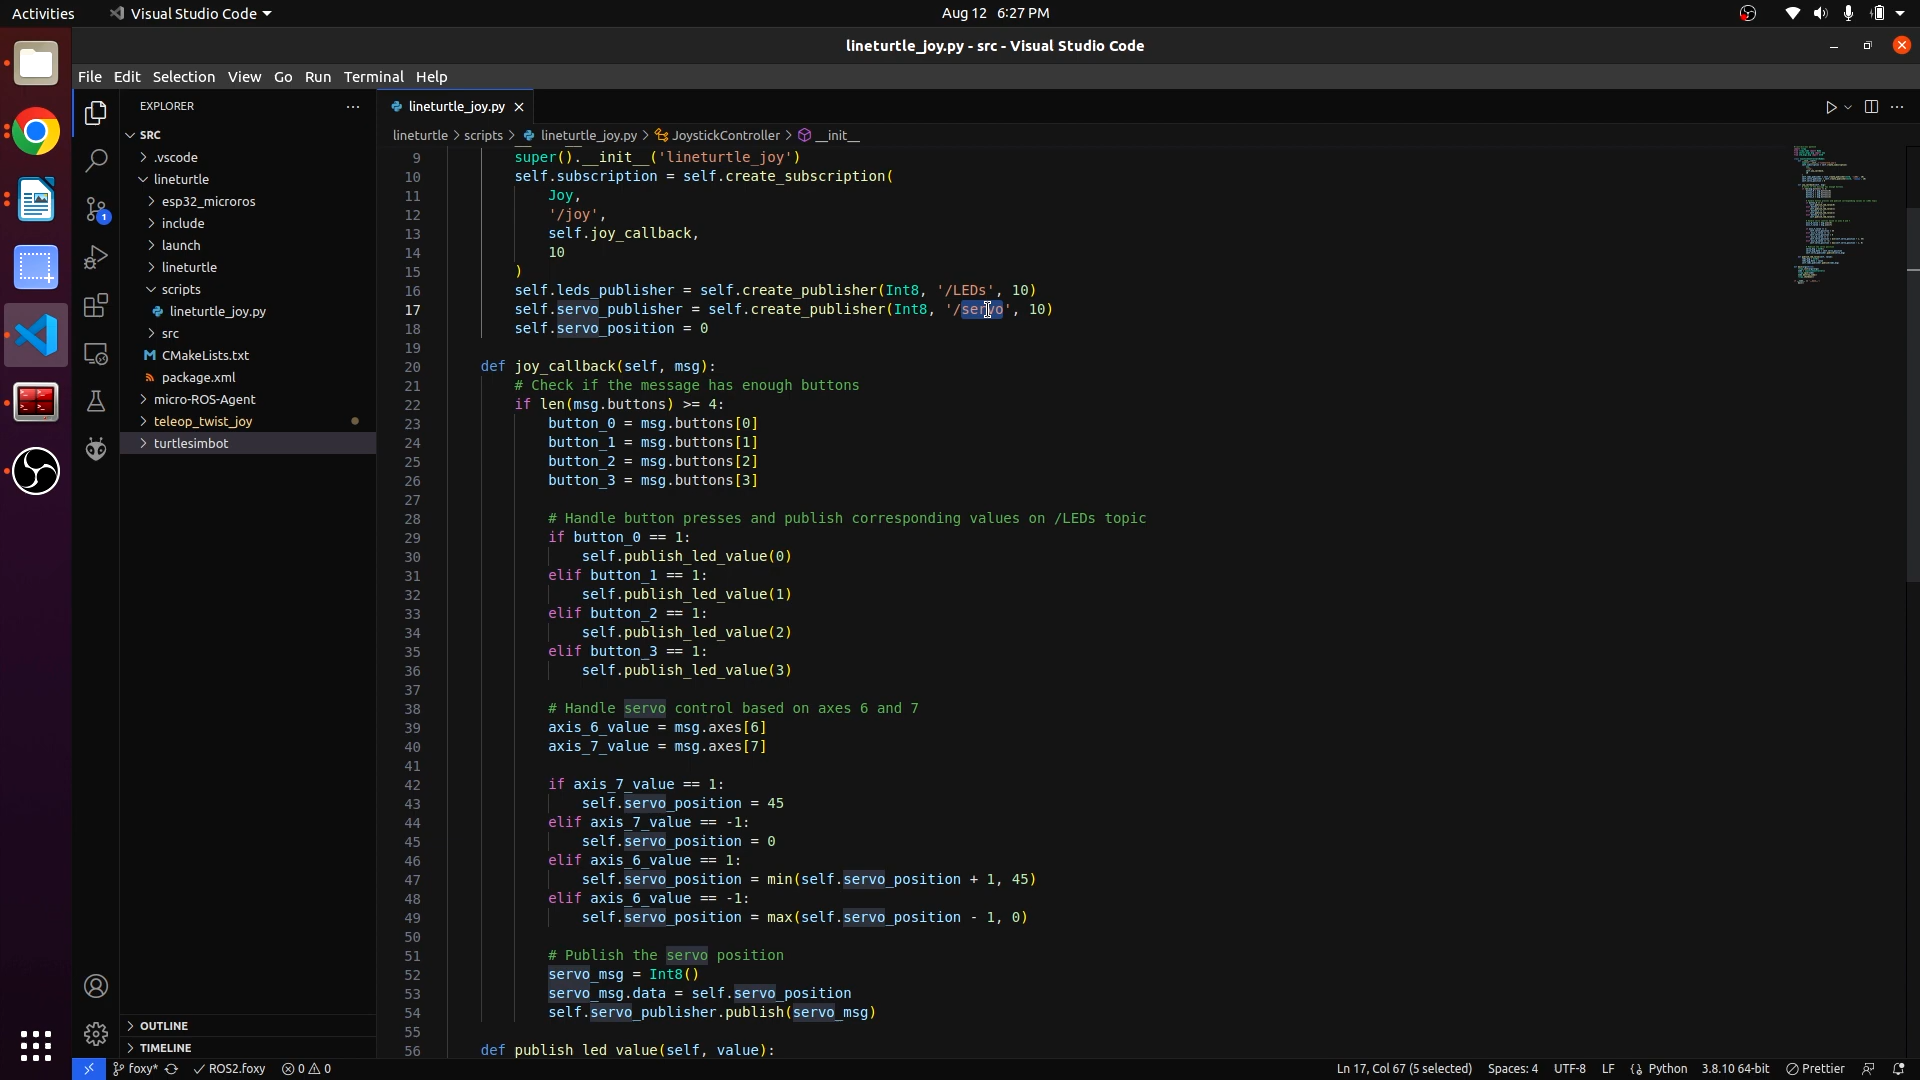 Activities Visual Studio Code Aug 12 6:27 PM
lineturtle_joy.py - src - Visual Studio Code
File Edit Selection View Go Run Terminal Help
EXPLORER
SRC
.vscode
lineturtle
esp32_microros
include
launch
lineturtle
scripts
lineturtle_joy.py
src
CMakeLists.txt
package.xml
micro-ROS-Agent
teleop_twist_joy
turtlesimbot
OUTLINE
TIMELINE
1
lineturtle_joy.py
lineturtle > scripts > lineturtle_joy.py > JoystickController > __init__
9 super().__init__('lineturtle_joy')
10 self.subscription = self.create_subscription(
11 Joy,
12 '/joy',
13 self.joy_callback,
14 10
15 )
16 self.leds_publisher = self.create_publisher(Int8, '/LEDs', 10)
17 self.servo_publisher = self.create_publisher(Int8, '/servo', 10)
18 self.servo_position = 0
19
20 def joy_callback(self, msg):
21 # Check if the message has enough buttons
22 if len(msg.buttons) >= 4:
23 button_0 = msg.buttons[0]
24 button_1 = msg.buttons[1]
25 button_2 = msg.buttons[2]
26 button_3 = msg.buttons[3]
27
28 # Handle button presses and publish corresponding values on /LEDs topic
29 if button_0 == 1:
30 self.publish_led_value(0)
31 elif button_1 == 1:
32 self.publish_led_value(1)
33 elif button_2 == 1:
34 self.publish_led_value(2)
35 elif button_3 == 1:
36 self.publish_led_value(3)
37
38 # Handle servo control based on axes 6 and 7
39 axis_6_value = msg.axes[6]
40 axis_7_value = msg.axes[7]
41
42 if axis_7_value == 1:
43 self.servo_position = 45
44 elif axis_7_value == -1:
45 self.servo_position = 0
46 elif axis_6_value == 1:
47 self.servo_position = min(self.servo_position + 1, 45)
48 elif axis_6_value == -1:
49 self.servo_position = max(self.servo_position - 1, 0)
50
51 # Publish the servo position
52 servo_msg = Int8()
53 servo_msg.data = self.servo_position
54 self.servo_publisher.publish(servo_msg)
55
56 def publish_led_value(self, value):
foxy* ROS2.foxy 0 0 Ln 17, Col 67 (5 selected) Spaces: 4 UTF-8 LF Python 3.8.10 64-bit Prettier